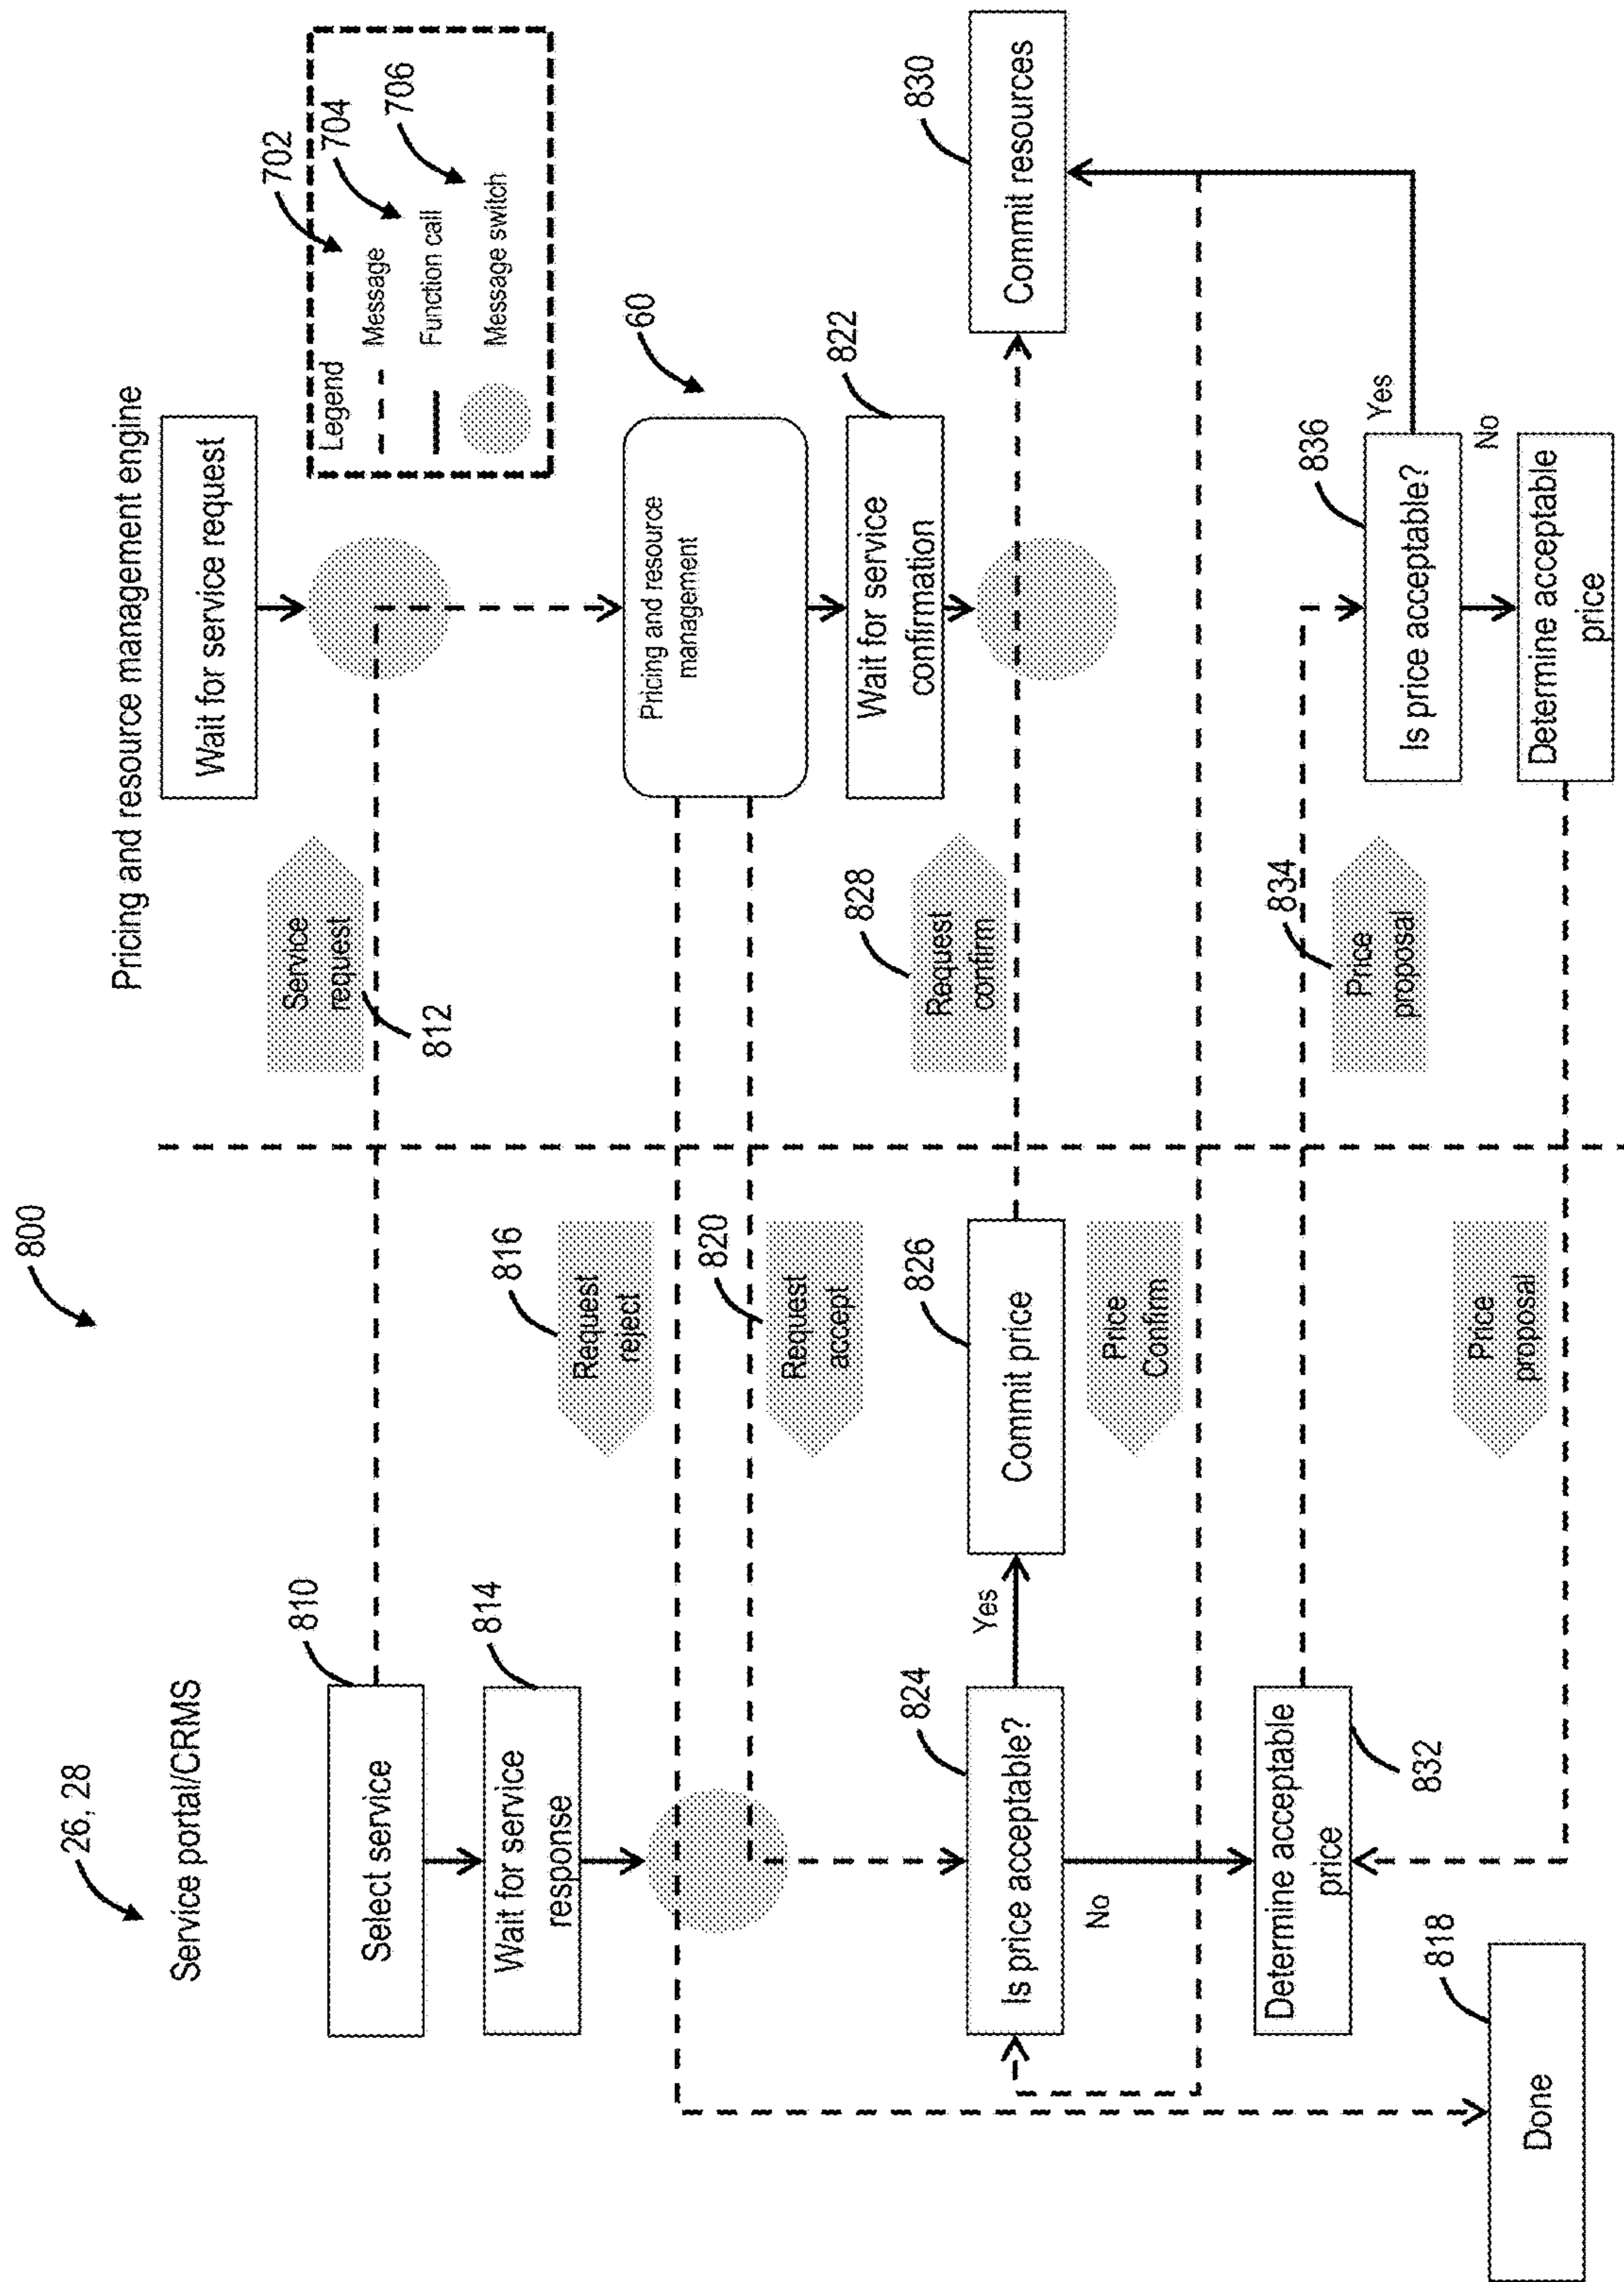 800
26, 28
Service portal/CRMS
Pricing and resource management engine
Select service
810
Wait for service
response
814
Service
request
812
Wait for service request
Legend
Message
702
Function call
704
Message switch
706
Request
reject
816
Request
accept
820
Pricing and resource
management
60
Wait for service
confirmation
822
Is price acceptable?
824
Yes
No
Commit price
826
Request
confirm
828
Commit resources
830
Price
Confirm
Determine acceptable
price
832
Price
proposal
834
Is price acceptable?
836
Yes
No
Determine acceptable
price
Price
proposal
Done
818